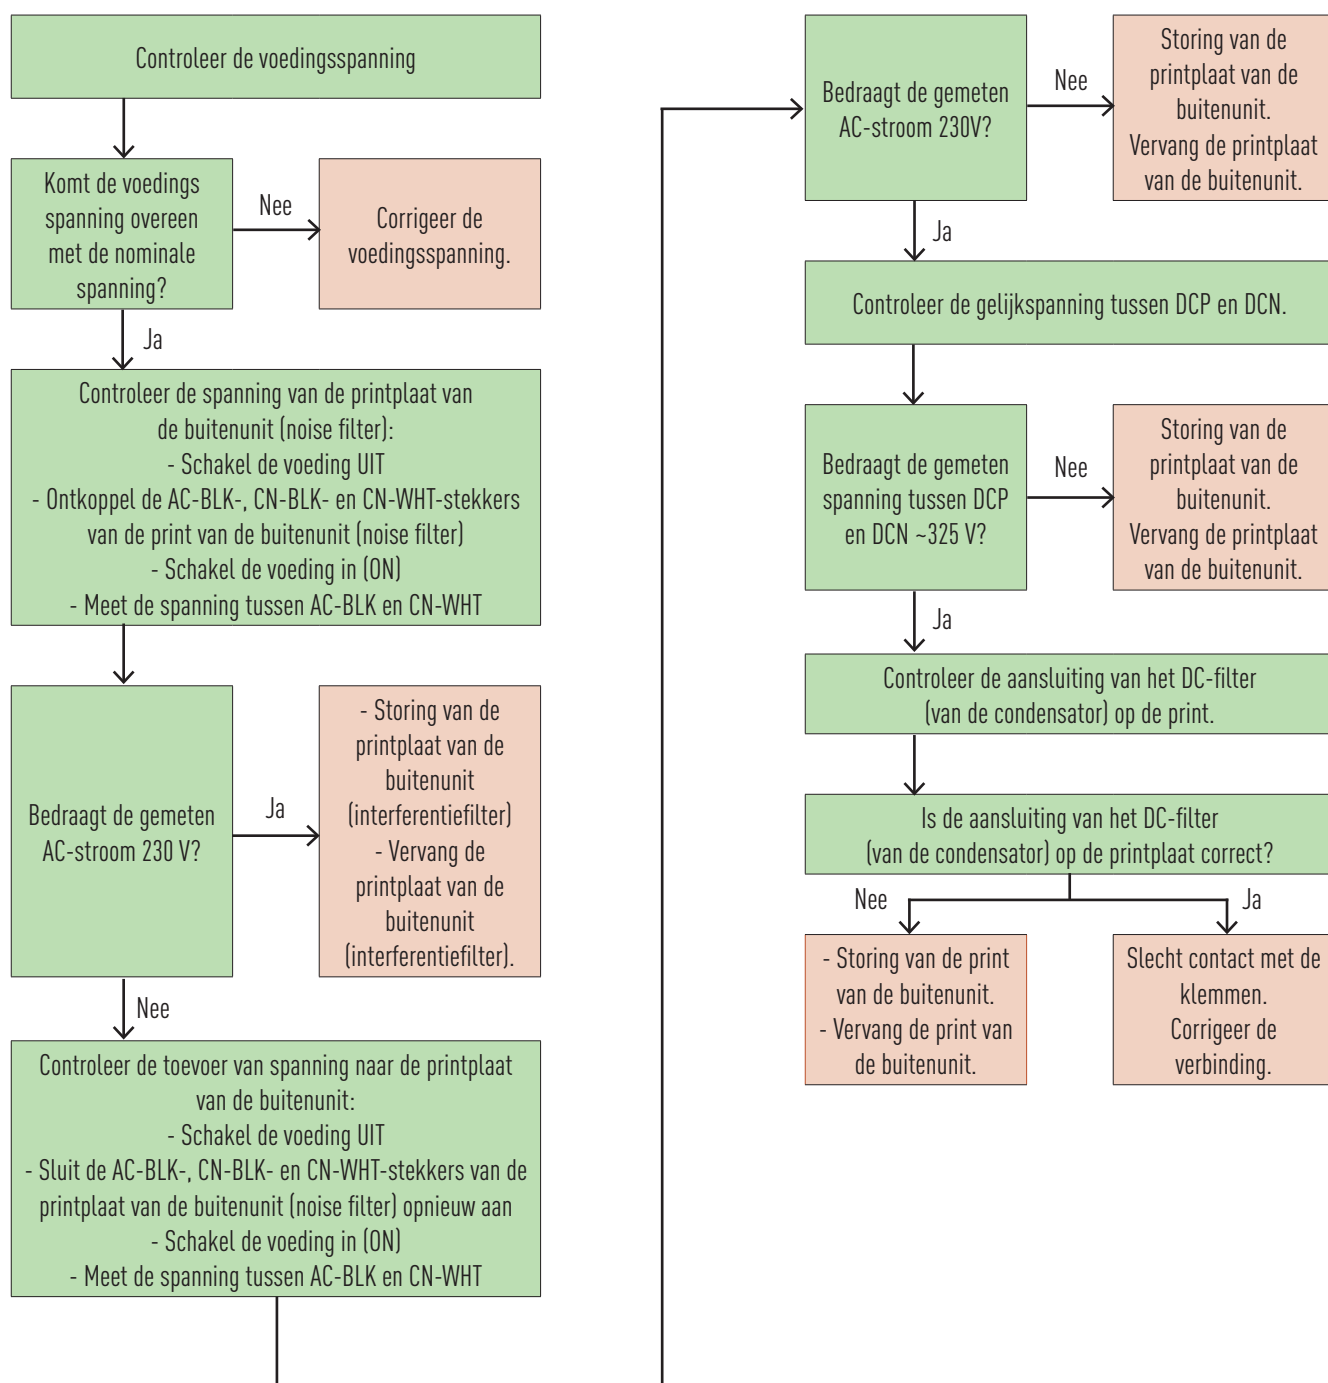 Controleer de voedingsspanning
Komt de voedings
spanning overeen
met de nominale
spanning?
Nee
Corrigeer de
voedingsspanning.
Ja
Controleer de spanning van de printplaat van
de buitenunit (noise filter):
- Schakel de voeding UIT
- Ontkoppel de AC-BLK-, CN-BLK- en CN-WHT-stekkers
van de print van de buitenunit (noise filter)
- Schakel de voeding in (ON)
- Meet de spanning tussen AC-BLK en CN-WHT
Bedraagt de gemeten
AC-stroom 230 V?
Ja
- Storing van de
printplaat van de
buitenunit
(interferentiefilter)
- Vervang de
printplaat van de
buitenunit
(interferentiefilter).
Nee
Controleer de toevoer van spanning naar de printplaat
van de buitenunit:
- Schakel de voeding UIT
- Sluit de AC-BLK-, CN-BLK- en CN-WHT-stekkers van de
printplaat van de buitenunit (noise filter) opnieuw aan
- Schakel de voeding in (ON)
- Meet de spanning tussen AC-BLK en CN-WHT
Bedraagt de gemeten
AC-stroom 230V?
Nee
Storing van de
printplaat van de
buitenunit.
Vervang de printplaat
van de buitenunit.
Ja
Controleer de gelijkspanning tussen DCP en DCN.
Bedraagt de gemeten
spanning tussen DCP
en DCN ~325 V?
Nee
Storing van de
printplaat van de
buitenunit.
Vervang de printplaat
van de buitenunit.
Ja
Controleer de aansluiting van het DC-filter
(van de condensator) op de print.
Is de aansluiting van het DC-filter
(van de condensator) op de printplaat correct?
Nee
Ja
- Storing van de print
van de buitenunit.
- Vervang de print van
de buitenunit.
Slecht contact met de
klemmen.
Corrigeer de
verbinding.